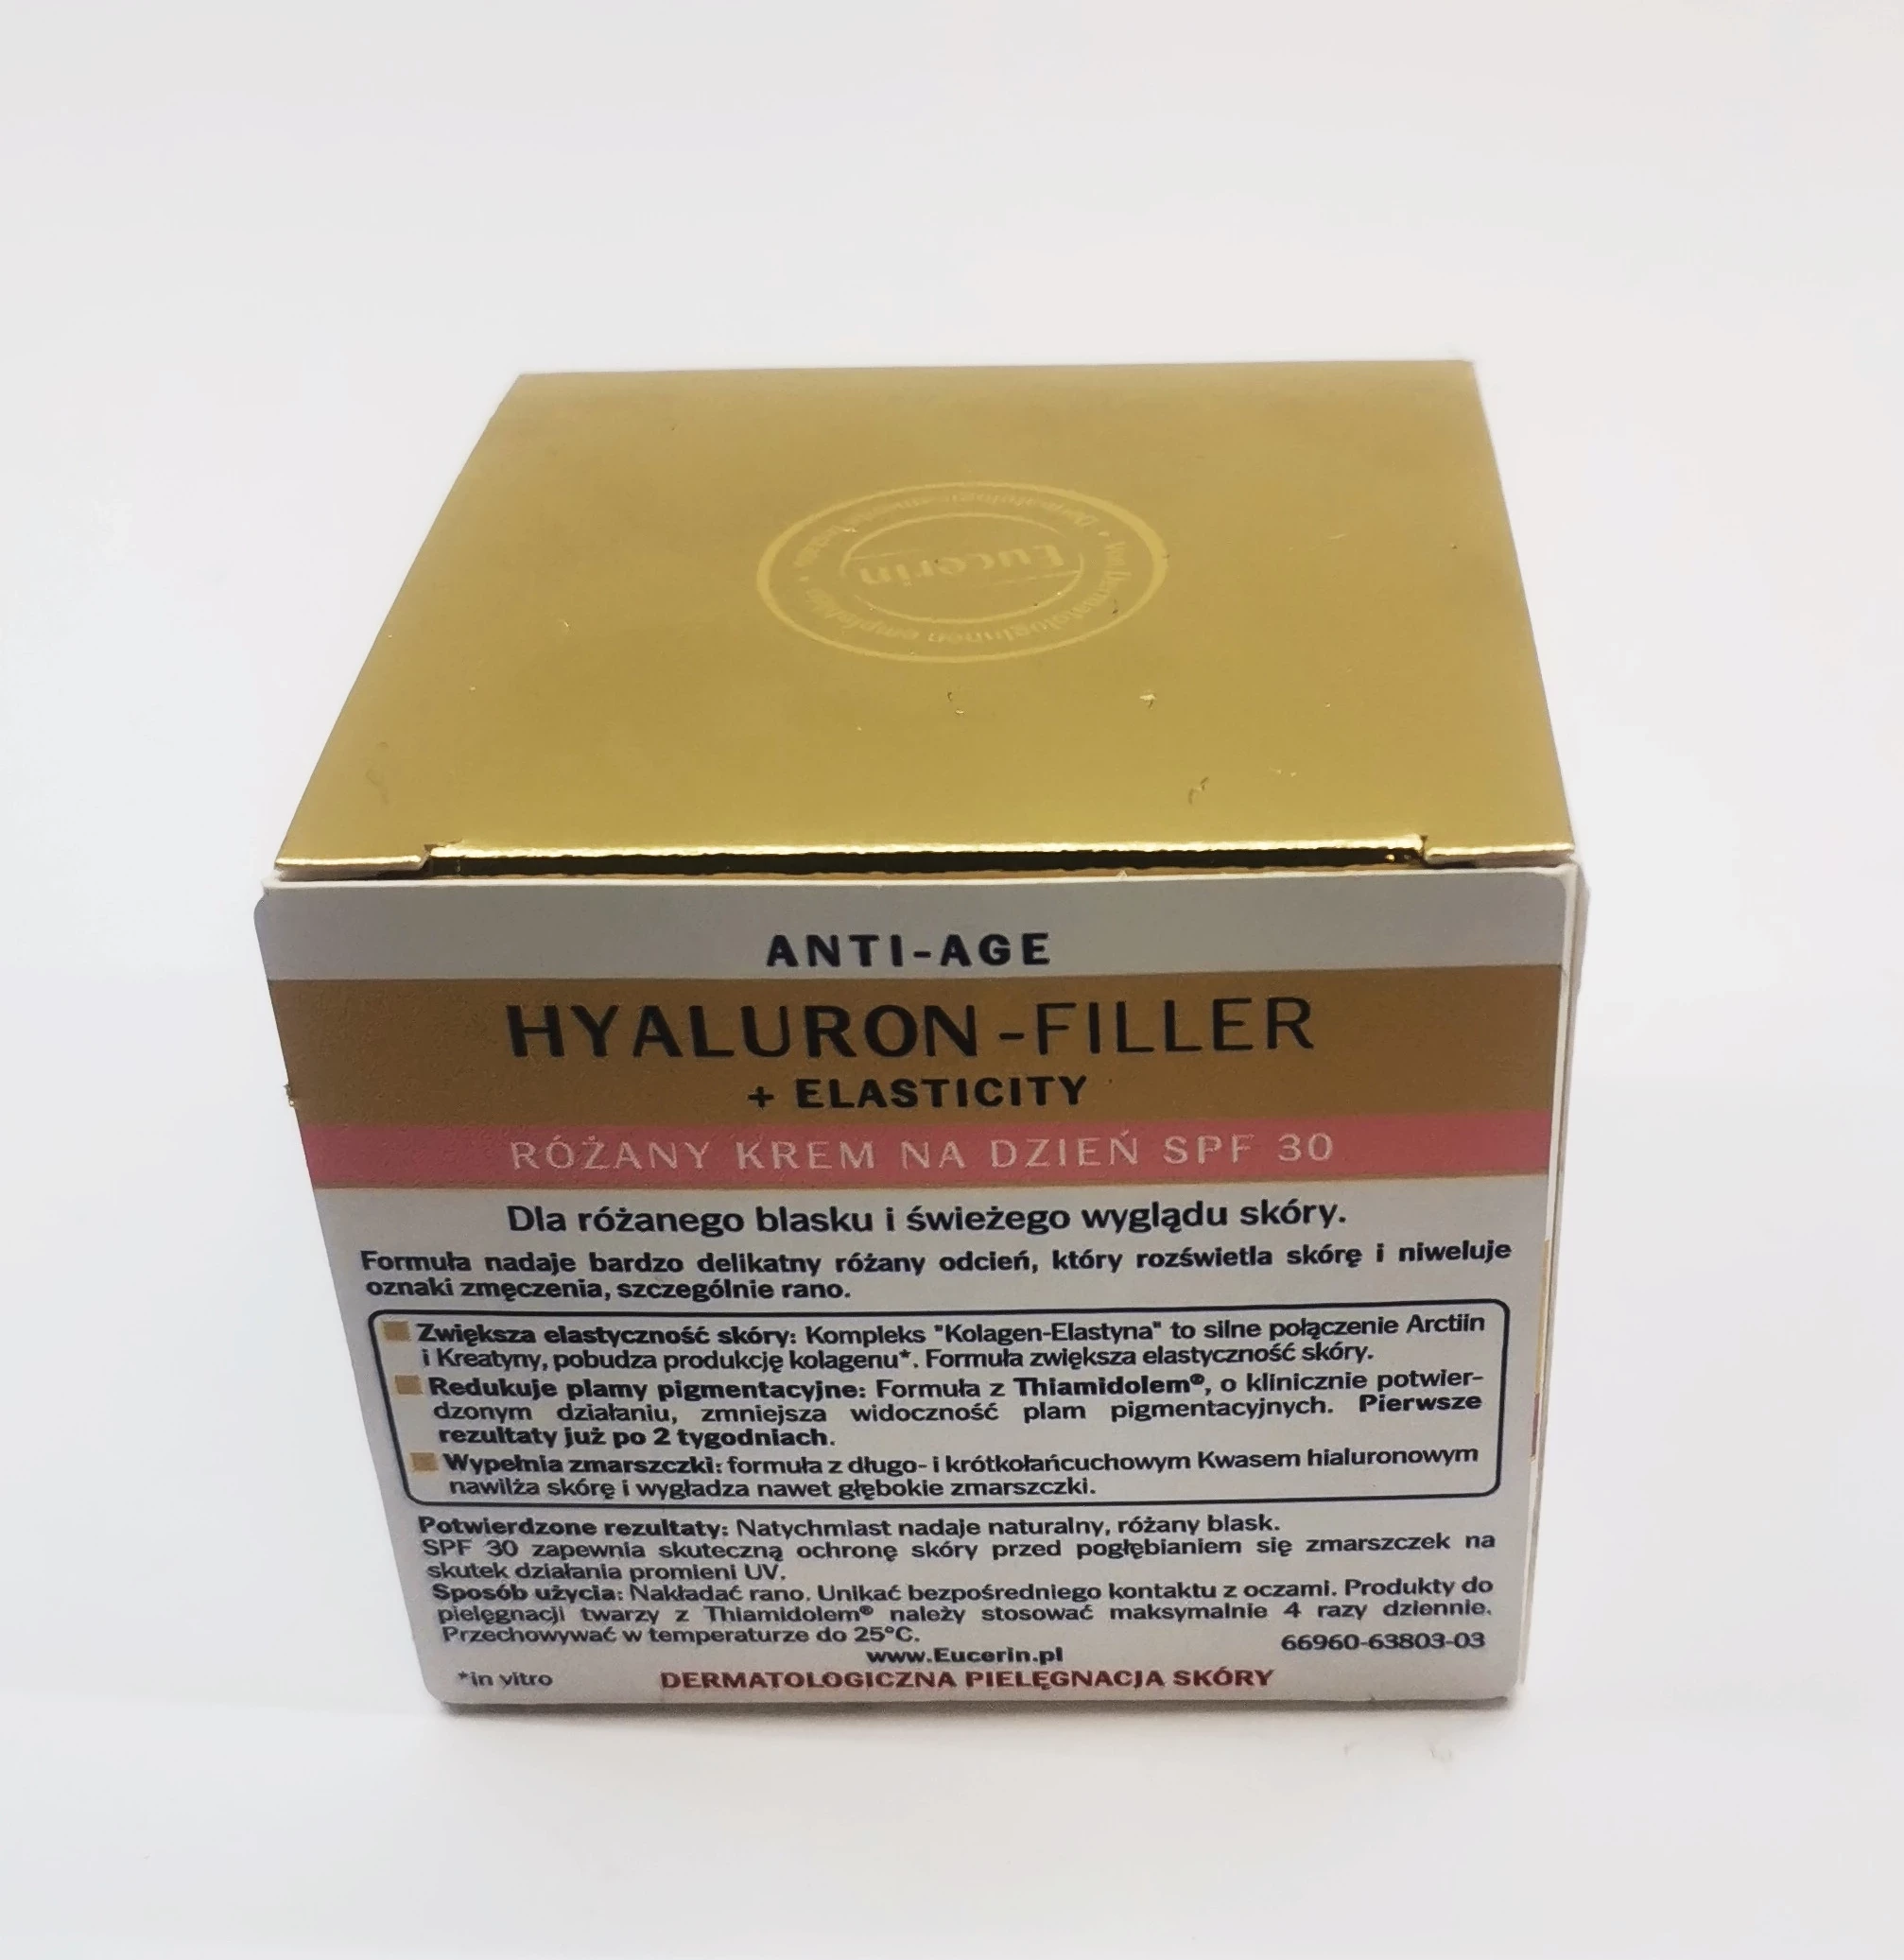 Eucerin
ANTI-AGE
HYALURON-FILLER
+ ELASTICITY
RÓŻANY KREM NA DZIEŃ SPF 30
Dla różanego blasku i świeżego wyglądu skóry.
Formuła nadaje bardzo delikatny różany odcień, który rozświetla skórę i niweluje
oznaki zmęczenia, szczególnie rano.
Zwiększa elastyczność skóry: Kompleks "Kolagen-Elastyna" to silne połączenie Arctiin
i Kreatyny, pobudza produkcję kolagenu*. Formuła zwiększa elastyczność skóry.
Redukuje plamy pigmentacyjne: Formuła z Thiamidolem®, o klinicznie potwier-
dzonym działaniu, zmniejsza widoczność plam pigmentacyjnych. Pierwsze
rezultaty już po 2 tygodniach.
Wypełnia zmarszczki: formuła z długo- i krótkołańcuchowym Kwasem hialuronowym
nawilża skórę i wygładza nawet głębokie zmarszczki.
Potwierdzone rezultaty: Natychmiast nadaje naturalny, różany blask.
SPF 30 zapewnia skuteczną ochronę skóry przed pogłębianiem się zmarszczek na
skutek działania promieni UV.
Sposób użycia: Nakładać rano. Unikać bezpośredniego kontaktu z oczami. Produkty do
pielęgnacji twarzy z Thiamidolem® należy stosować maksymalnie 4 razy dziennie.
Przechowywać w temperaturze do 25°C.
66960-63803-03
www.Eucerin.pl
*in vitro
DERMATOLOGICZNA PIELĘGNACJA SKÓRY